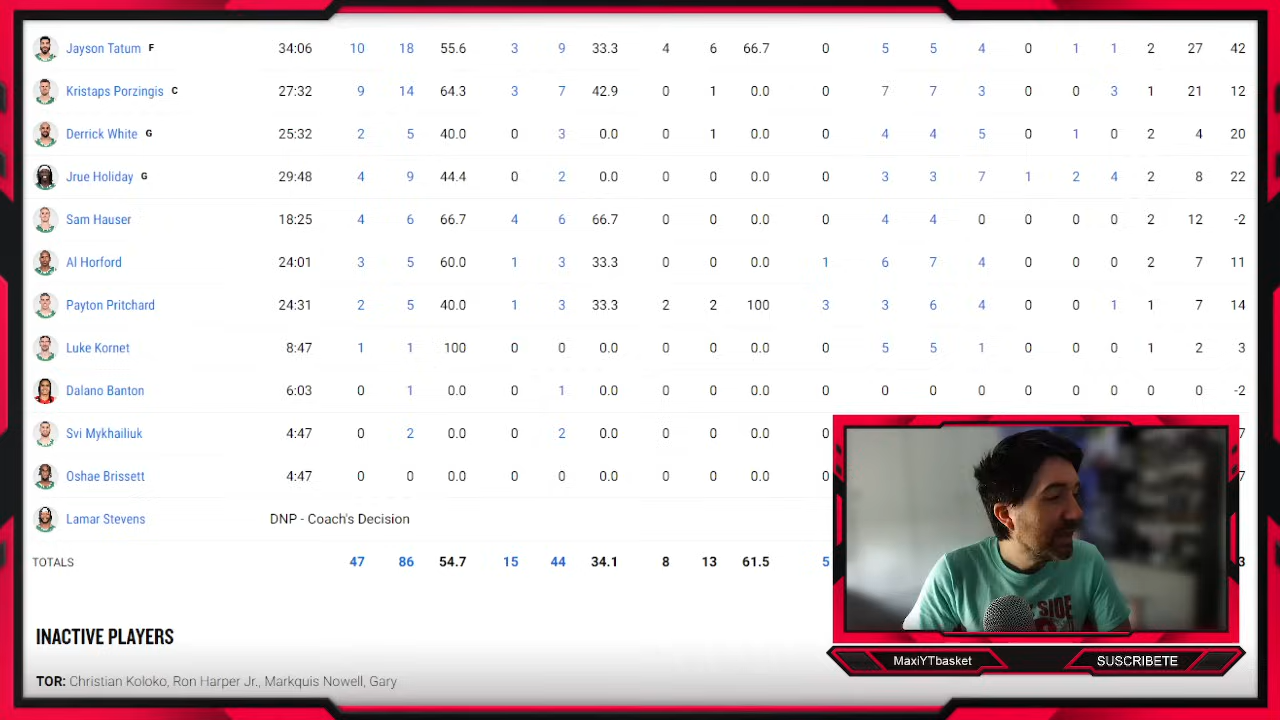 Jayson Tatum F 34:06 10 18 55.6 3 9 33.3 4 6 66.7 0 5 5 4 0 1 1 2 27 42
Kristaps Porzingis C 27:32 9 14 64.3 3 7 42.9 0 1 0.0 0 7 7 3 0 0 3 1 21 12
Derrick White G 25:32 2 5 40.0 0 3 0.0 0 1 0.0 0 4 4 5 0 1 0 2 4 20
Jrue Holiday G 29:48 4 9 44.4 0 2 0.0 0 0 0.0 0 3 3 7 1 2 4 2 8 22
Sam Hauser 18:25 4 6 66.7 4 6 66.7 0 0 0.0 0 4 4 0 0 0 0 2 12 -2
Al Horford 24:01 3 5 60.0 1 3 33.3 0 0 0.0 1 6 7 4 0 0 0 2 7 11
Payton Pritchard 24:31 2 5 40.0 1 3 33.3 2 2 100 3 3 6 4 0 0 1 1 7 14
Luke Kornet 8:47 1 1 100 0 0 0.0 0 0 0.0 0 5 5 1 0 0 0 1 2 3
Dalano Banton 6:03 0 1 0.0 0 1 0.0 0 0 0.0 0 0 0 0 0 0 0 0 0 -2
Svi Mykhailiuk 4:47 0 2 0.0 0 2 0.0 0 0 0.0 0 7
Oshae Brissett 4:47 0 0 0.0 0 0 0.0 0 0 0.0 0 7
Lamar Stevens DNP - Coach's Decision
TOTALS 47 86 54.7 15 44 34.1 8 13 61.5 5 3
INACTIVE PLAYERS
TOR: Christian Koloko, Ron Harper Jr., Markquis Nowell, Gary
SIDE
MaxiYTbasket SUSCRIBETE